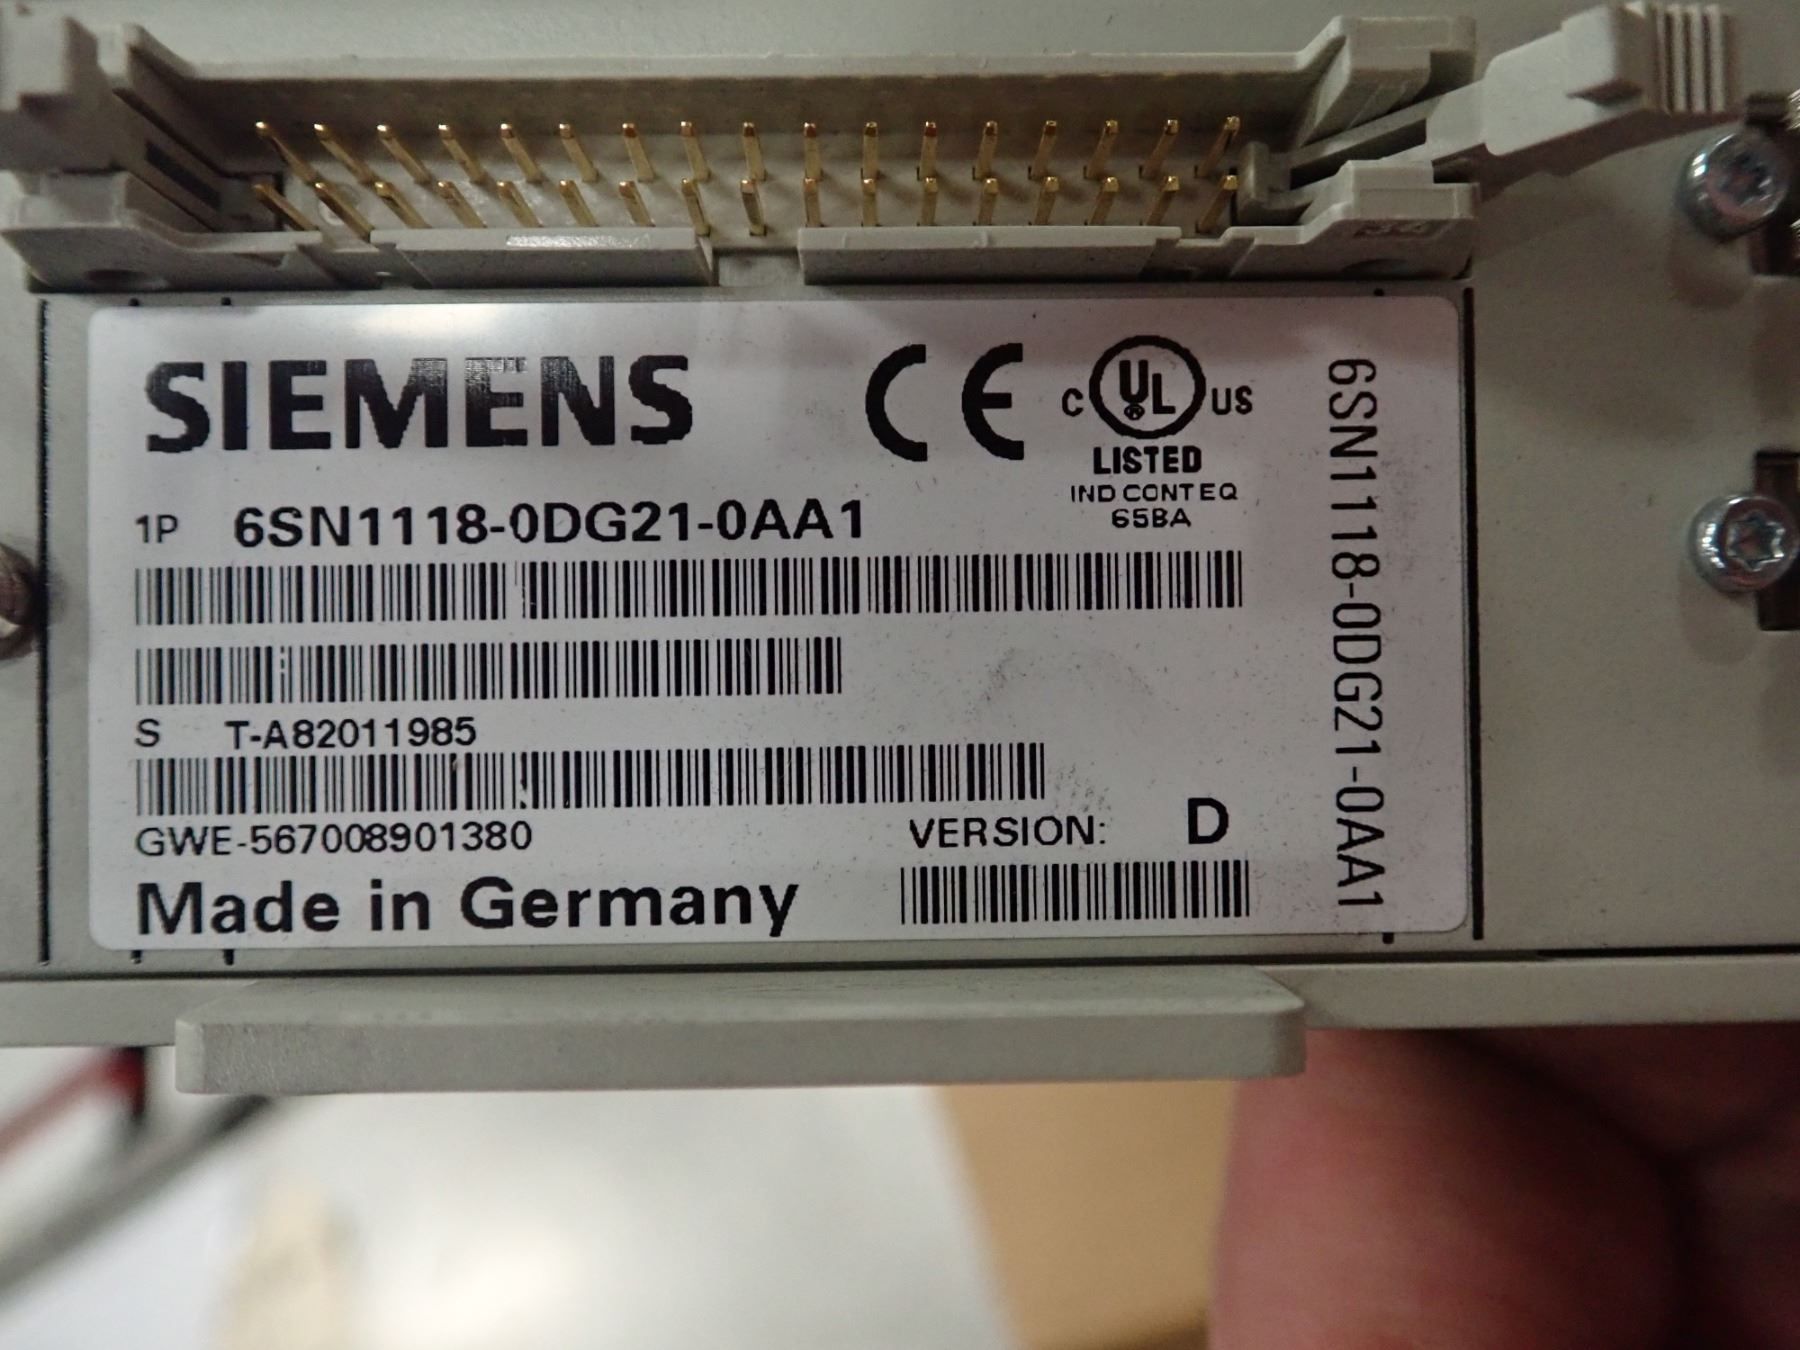 34
SIEMENS
CE
C UL US
®
LISTED
IND CONT EQ
65BA
1P 6SN1118-0DG21-0AA1
S T-A82011985
GWE-567008901380
VERSION: D
Made in Germany
6SN1118-0DG21-0AA1